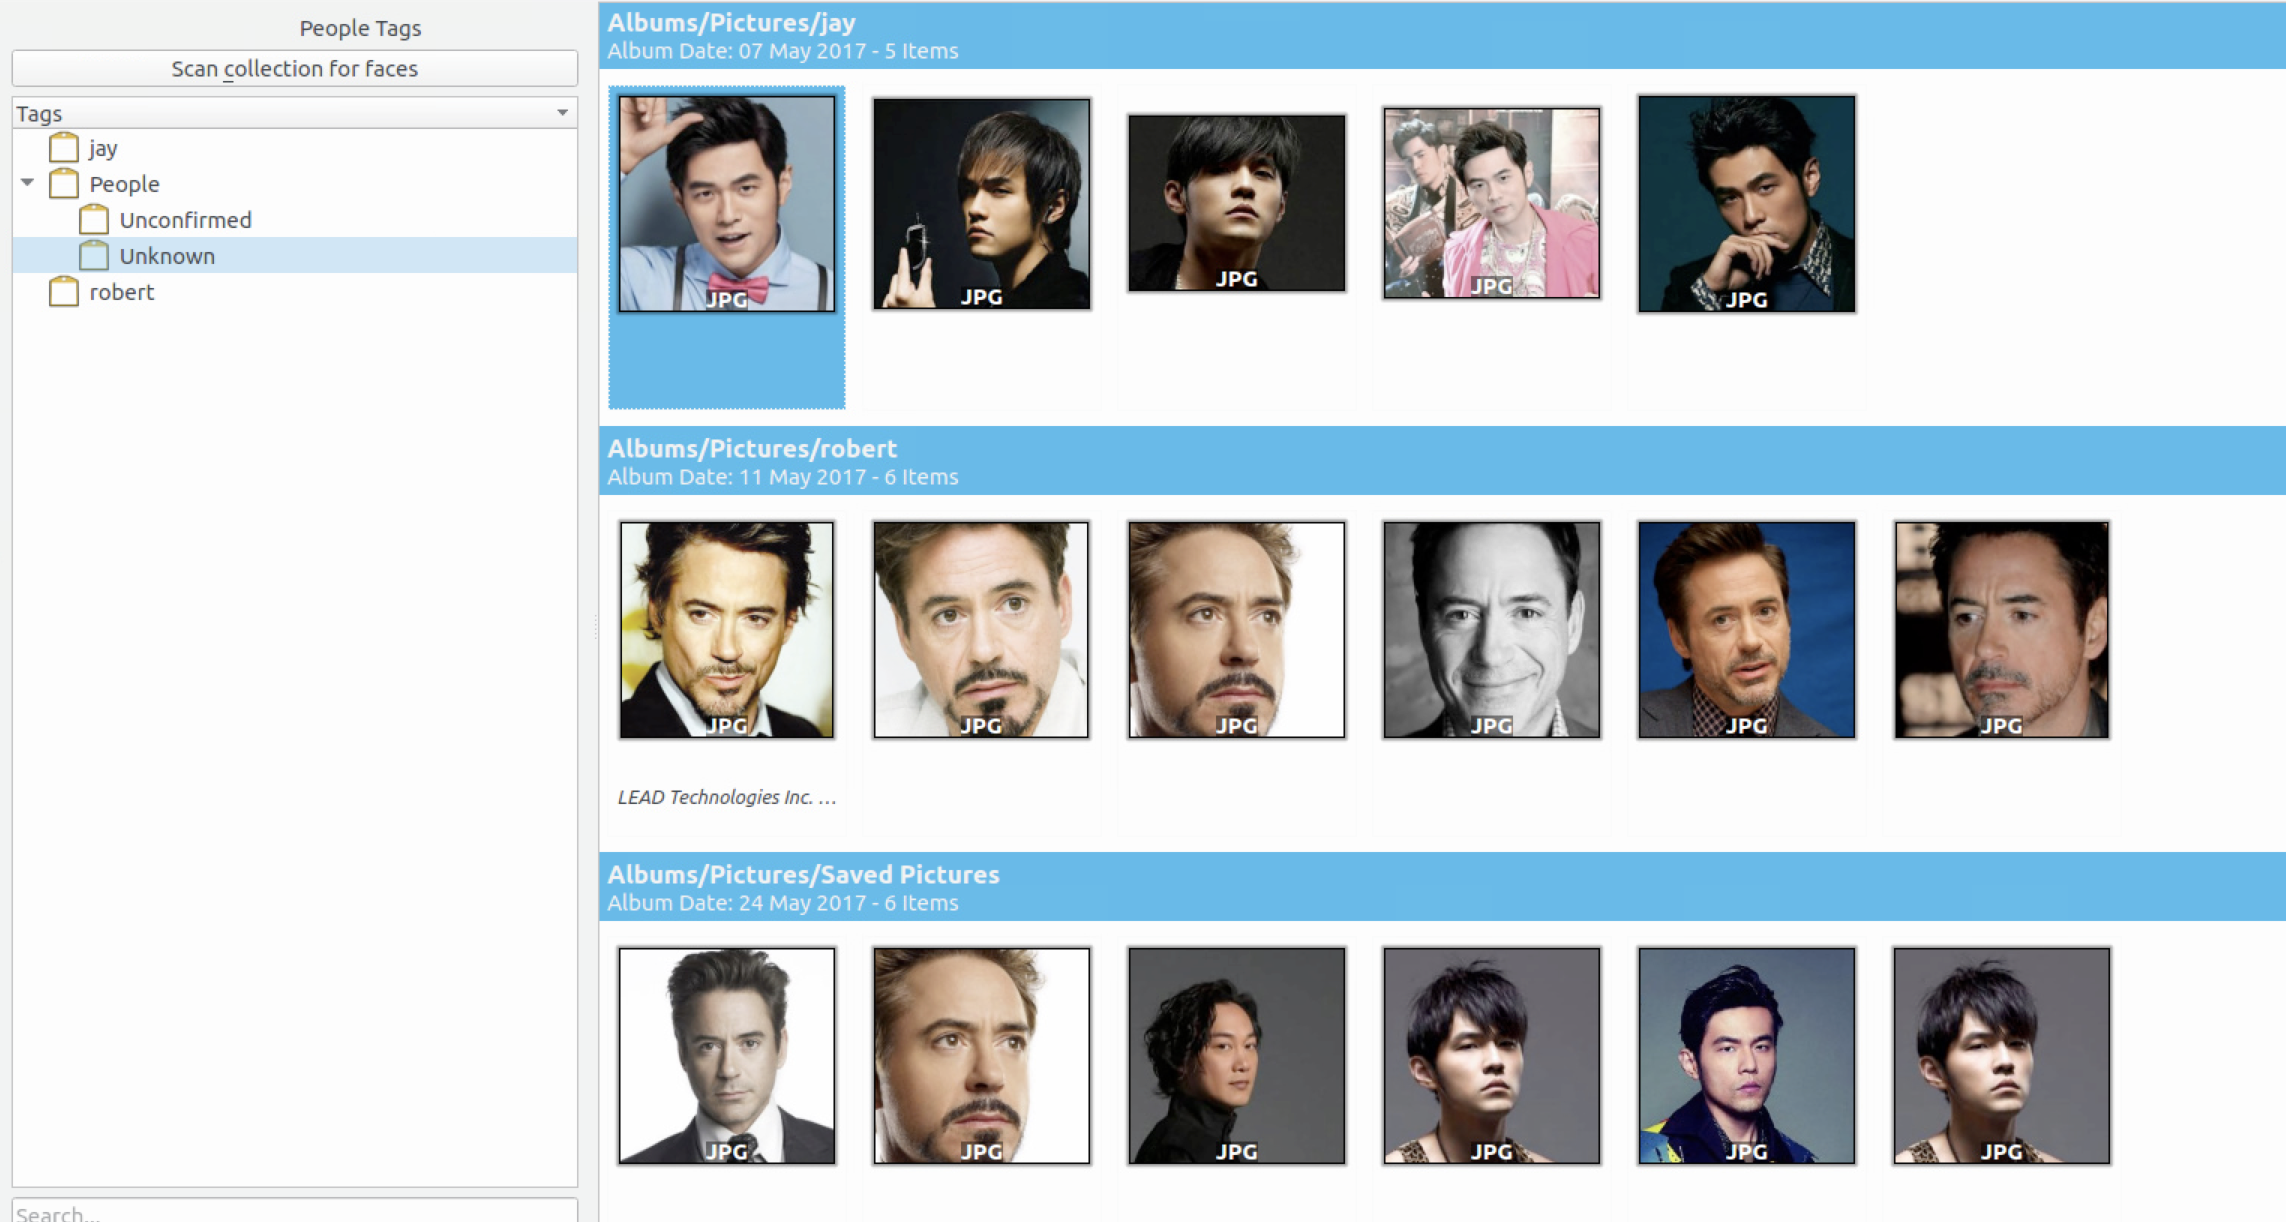 People Tags
Scan collection for faces
Tags
jay
People
Unconfirmed
Unknown
robert
Search...
Albums/Pictures/jay
Album Date: 07 May 2017 - 5 Items
JPG
JPG
JPG
JPG
JPG
Albums/Pictures/robert
Album Date: 11 May 2017 - 6 Items
JPG
JPG
JPG
JPG
JPG
JPG
LEAD Technologies Inc. ...
Albums/Pictures/Saved Pictures
Album Date: 24 May 2017 - 6 Items
JPG
JPG
JPG
JPG
JPG
JPG